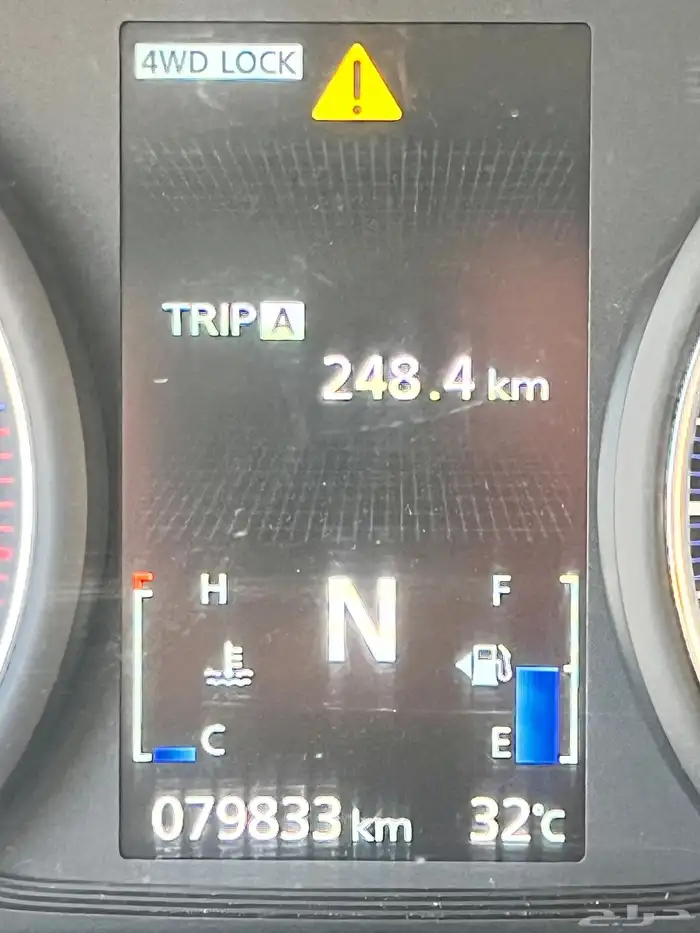 4WD LOCK
TRIP A
248.4 km
H
F
N
C
E
079833 km
32°C
حراج